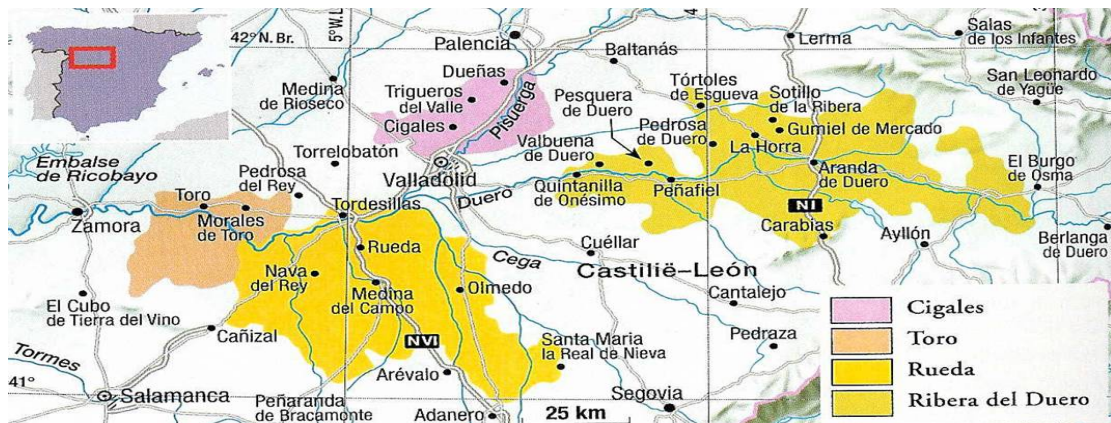 42° N. Br.
5° W.L
4
Palencia
Baltanás
Lerma
Salas
de los Infantes
Dueñas
Medina
de Rioseco
Trigueros
del Valle
Pisuerga
Pesquera
de Duero
Tórtoles
de Esgueva
Sotillo
de la Ribera
San Leonardo
de Yagüe
Cigales
Gumiel de Mercado
Pedrosa
de Duero
La Horra
Torrelobatón
Valbuena
de Duero
Embalse
de Ricobayo
Valladolid
Aranda
de Duero
El Burgo
de Osma
Pedrosa
del Rey
Quintanilla
de Onésimo
Peñafiel
Toro
Duero
Zamora
Morales
de Toro
Tordesillas
NI
Carabias
Ayllón
Berlanga
de Duero
Rueda
Cuéllar
Cega
Castilië-León
Nava
del Rey
Medina
del Campo
Olmedo
Cantalejo
El Cubo
de Tierra del Vino
Cañizal
NVI
Santa Maria
la Real de Nieva
Pedraza
Tormes
41°
Arévalo
Salamanca
Peñaranda
de Bracamonte
Adanero
25 km
Segovia
Cigales
Toro
Rueda
Ribera del Duero